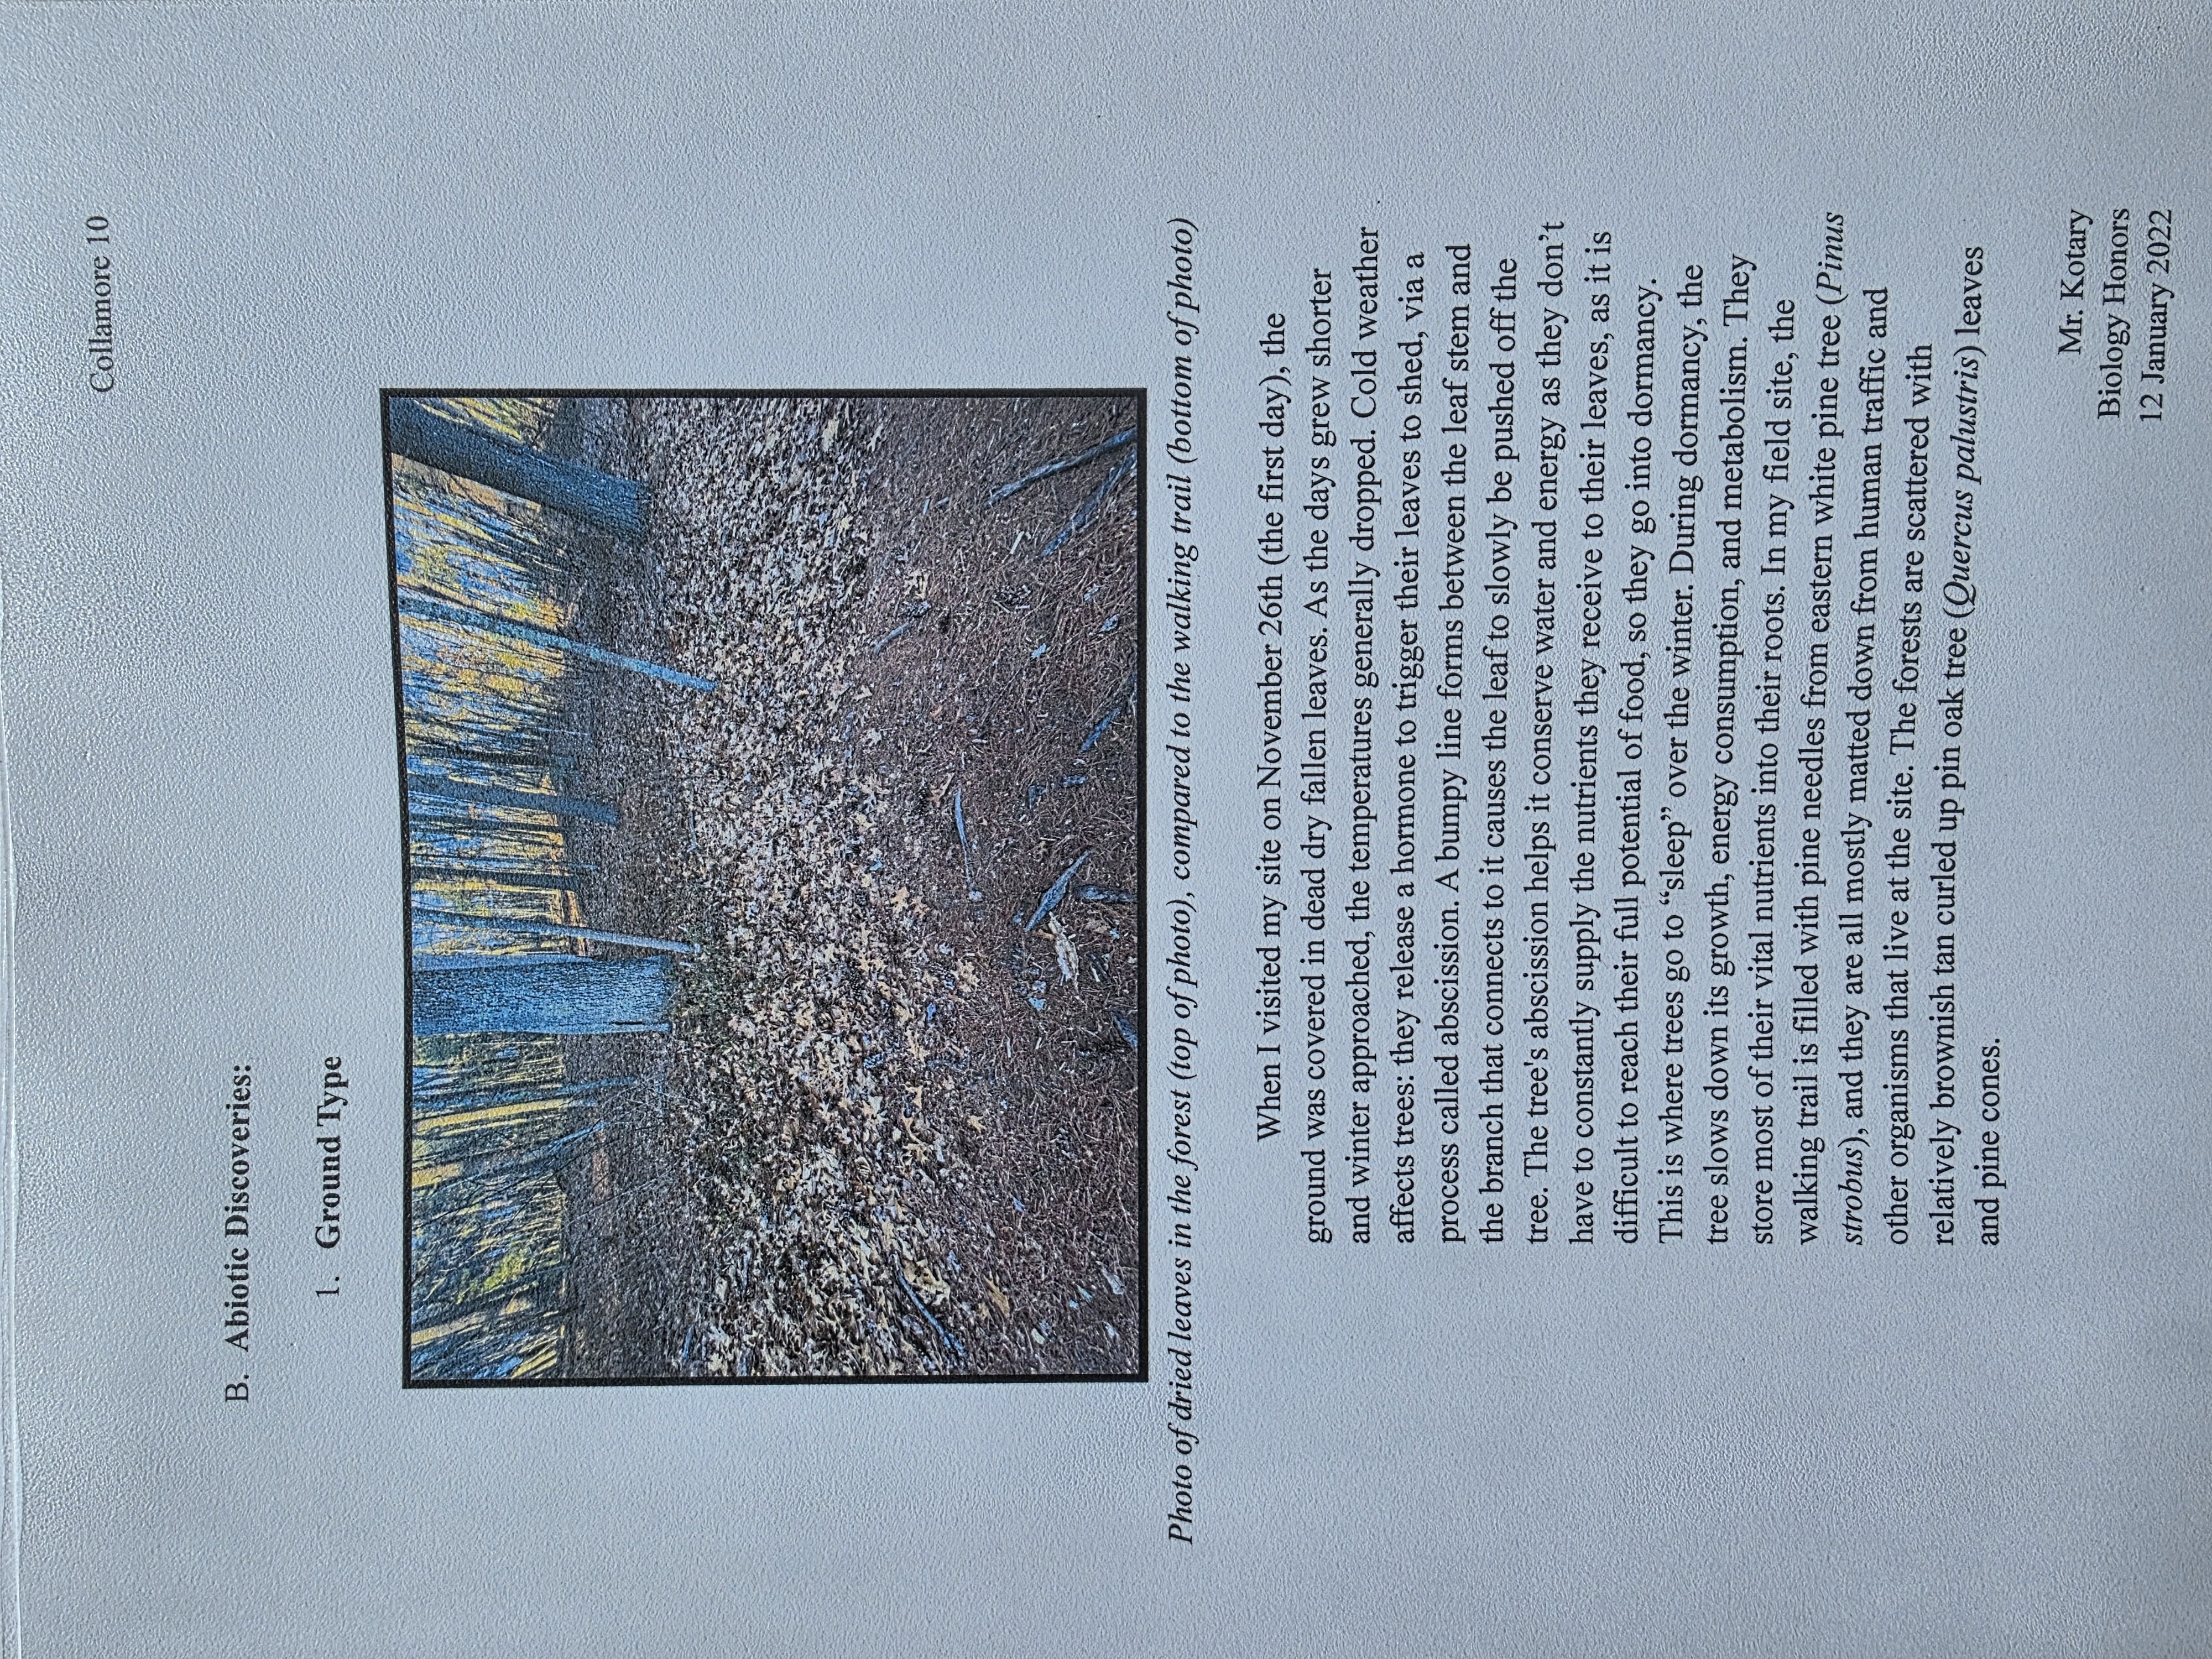 Collamore 10
B. Abiotic Discoveries:
1. Ground Type
Photo of dried leaves in the forest (top of photo), compared to the walking trail (bottom of photo)
When I visited my site on November 26th (the first day), the
ground was covered in dead dry fallen leaves. As the days grew shorter
and winter approached, the temperatures generally dropped. Cold weather
affects trees: they release a hormone to trigger their leaves to shed, via a
process called abscission. A bumpy line forms between the leaf stem and
the branch that connects to it causes the leaf to slowly be pushed off the
tree. The tree's abscission helps it conserve water and energy as they don’t
have to constantly supply the nutrients they receive to their leaves, as it is
difficult to reach their full potential of food, so they go into dormancy.
This is where trees go to “sleep” over the winter. During dormancy, the
tree slows down its growth, energy consumption, and metabolism. They
store most of their vital nutrients into their roots. In my field site, the
walking trail is filled with pine needles from eastern white pine tree (Pinus
strobus), and they are all mostly matted down from human traffic and
other organisms that live at the site. The forests are scattered with
relatively brownish tan curled up pin oak tree (Quercus palustris) leaves
and pine cones.
Mr. Kotary
Biology Honors
12 January 2022